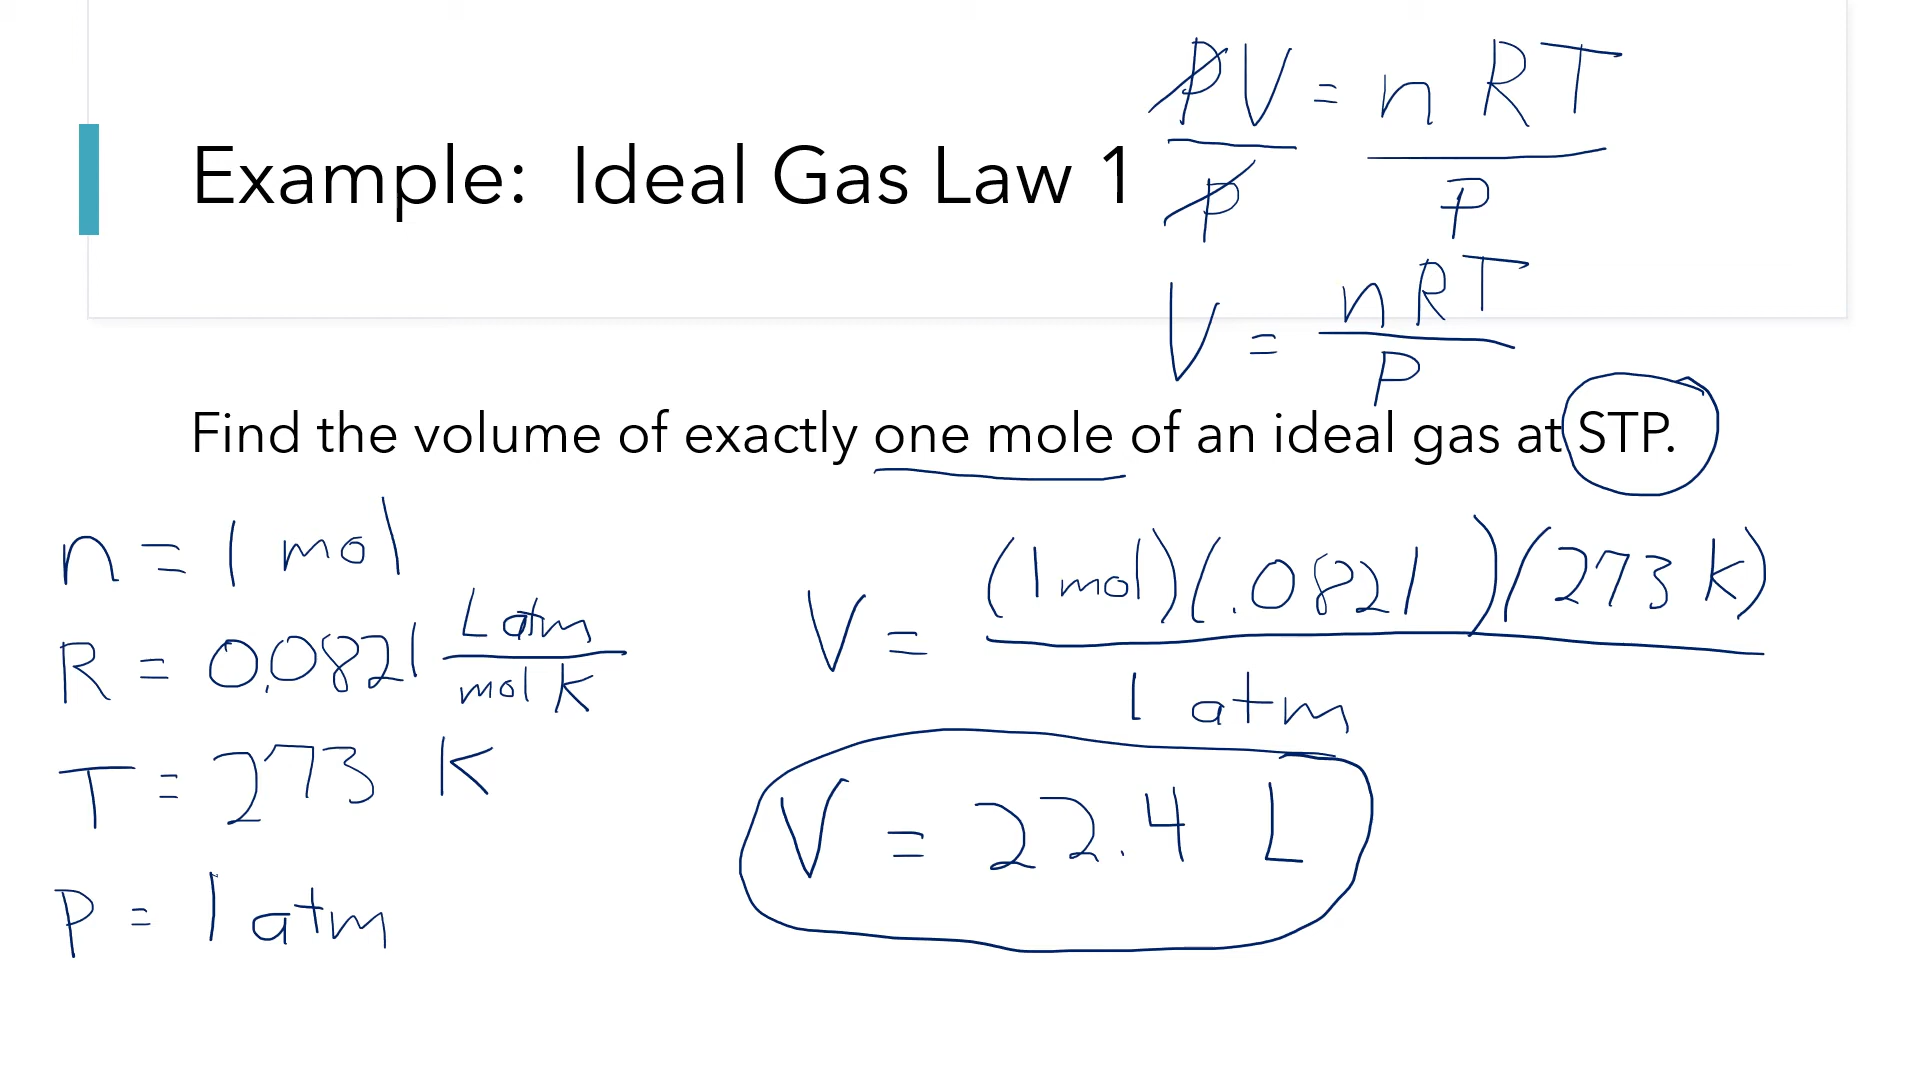 Example: Ideal Gas Law 1
PV = nRT
P P
V = nRT
P
Find the volume of exactly one mole of an ideal gas at STP.
n = 1 mol
R = 0.0821 L atm
mol K
T = 273 K
P = 1 atm
V = (1 mol)(.0821 )(273 K)
1 atm
V = 22.4 L